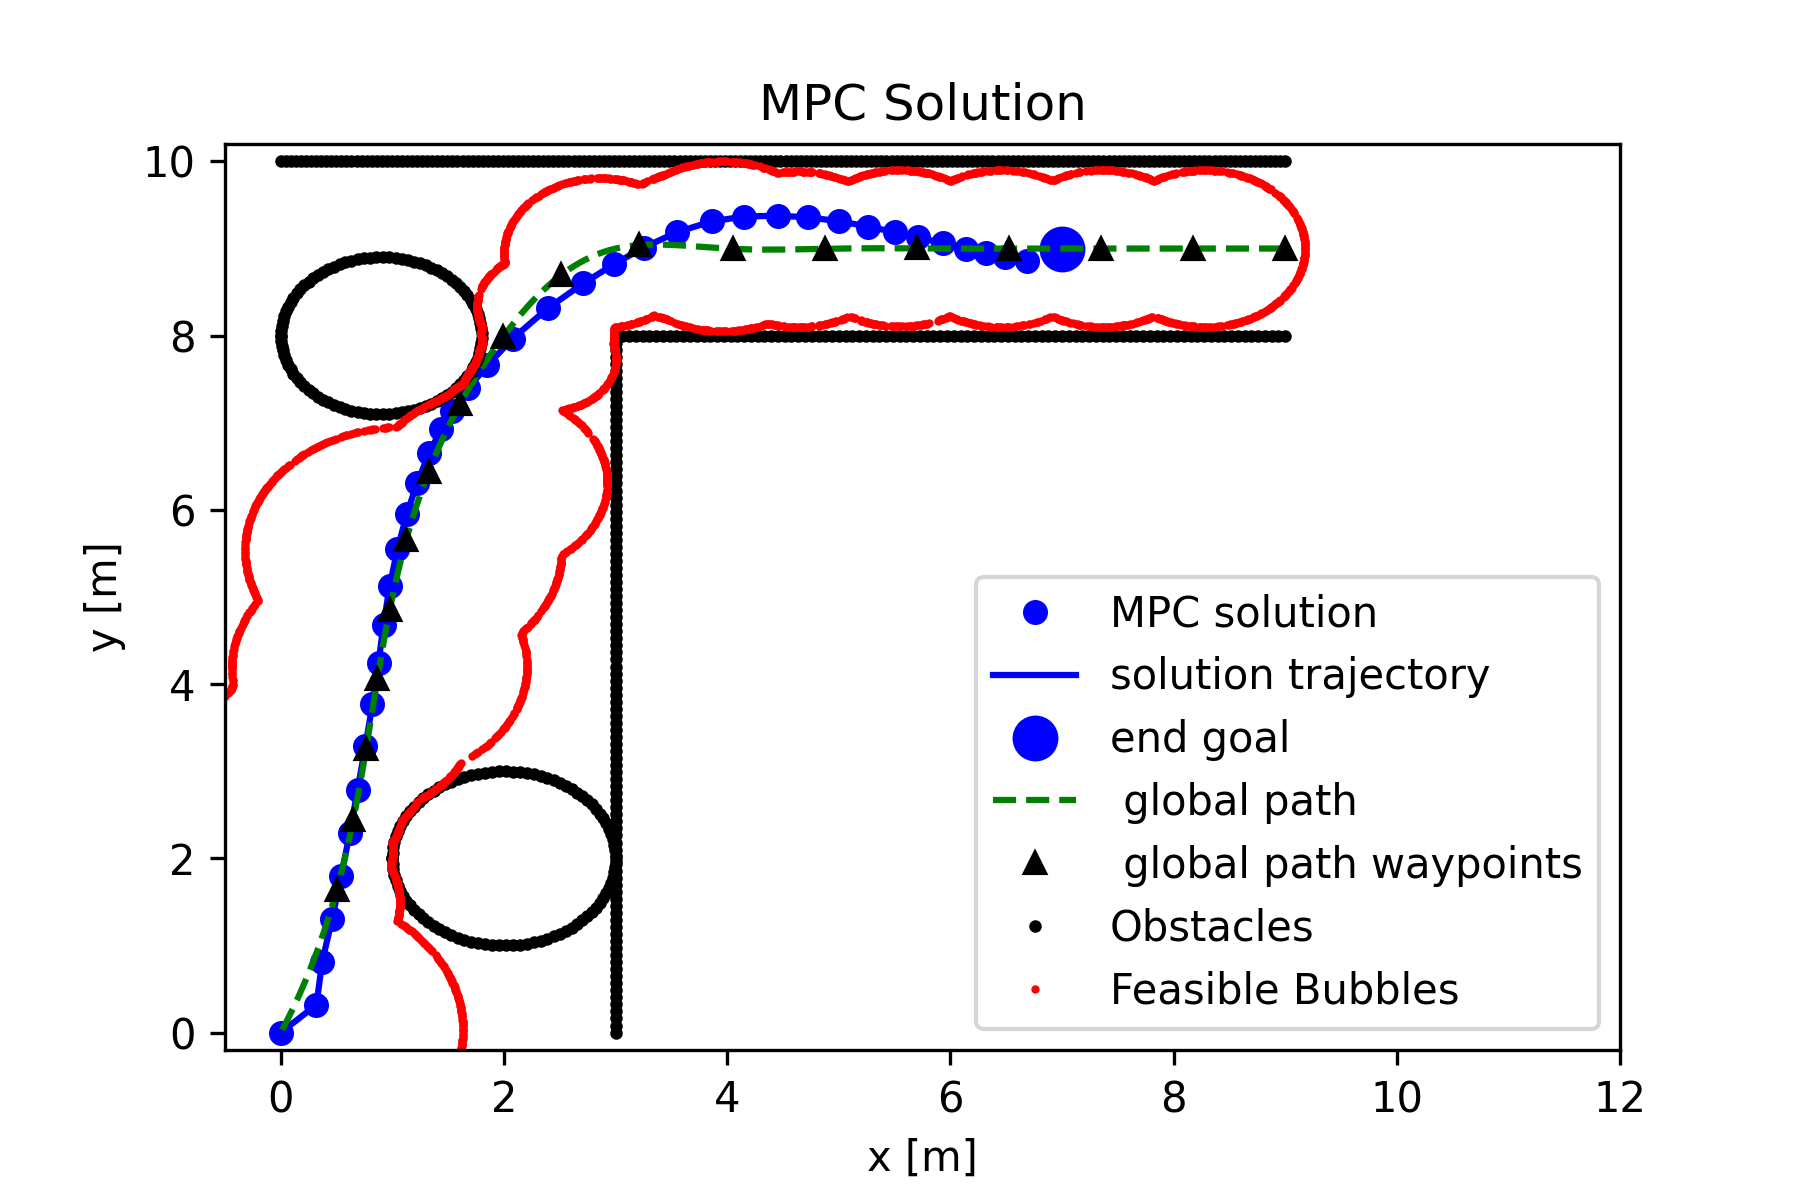 MPC Solution
10
8
6
4
2
0
y [m]
0
2
4
6
8
10
12
x [m]
MPC solution
solution trajectory
end goal
global path
global path waypoints
Obstacles
Feasible Bubbles